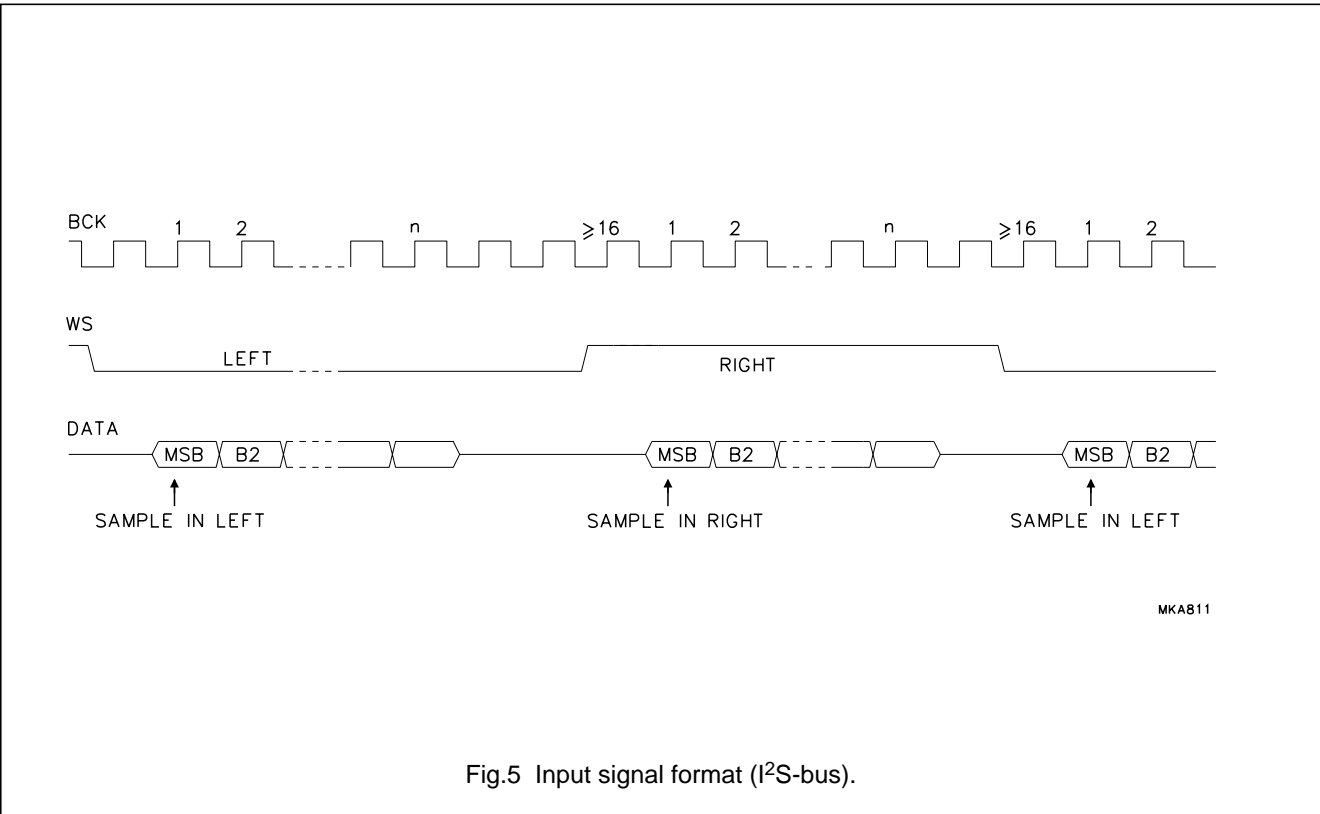 BCK 1 2 n ≥16 1 2 n ≥16 1 2
WS
LEFT RIGHT
DATA
MSB B2 MSB B2 MSB B2
SAMPLE IN LEFT SAMPLE IN RIGHT SAMPLE IN LEFT
MKA811
Fig.5 Input signal format (I²S-bus).